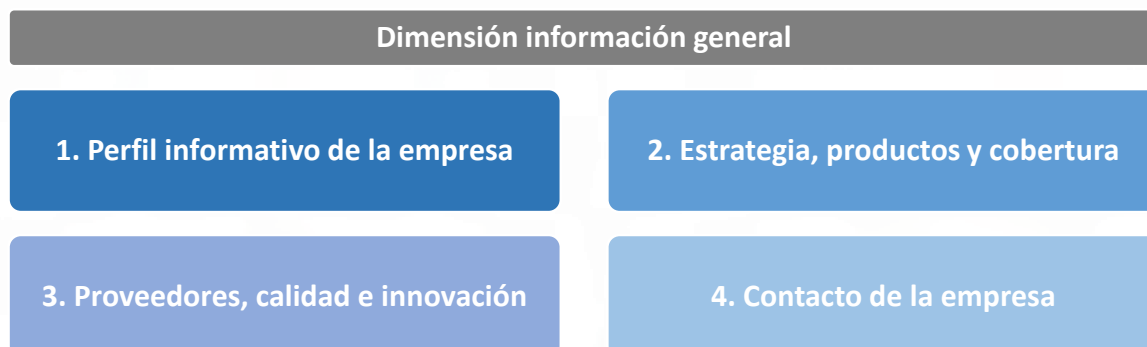 Dimensión información general
1. Perfil informativo de la empresa
2. Estrategia, productos y cobertura
3. Proveedores, calidad e innovación
4. Contacto de la empresa